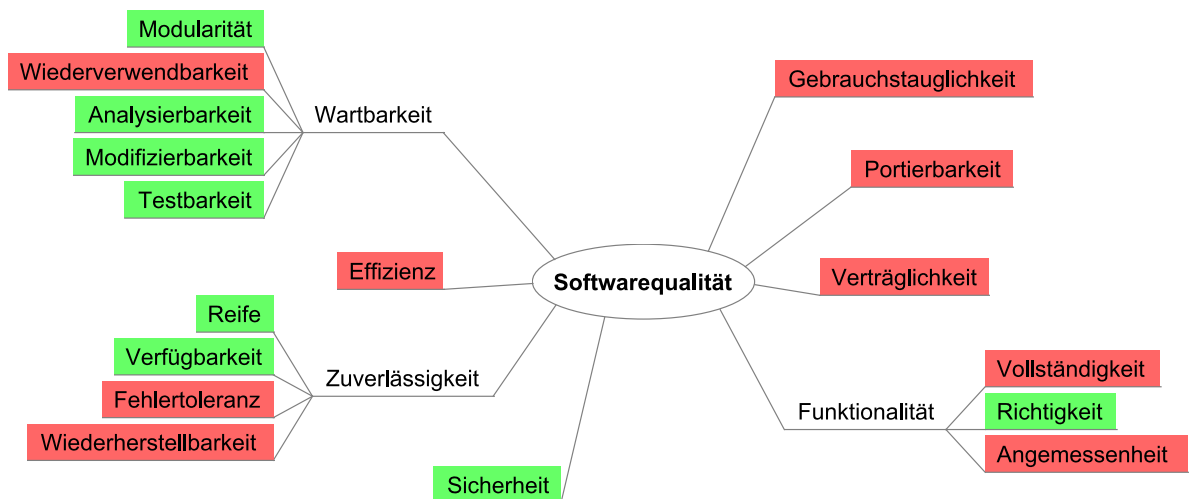 Modularität
Wiederverwendbarkeit
Analysierbarkeit
Modifizierbarkeit
Testbarkeit
Wartbarkeit
Effizienz
Reife
Verfügbarkeit
Fehlertoleranz
Wiederherstellbarkeit
Zuverlässigkeit
Sicherheit
Softwarequalität
Gebrauchstauglichkeit
Portierbarkeit
Verträglichkeit
Funktionalität
Vollständigkeit
Richtigkeit
Angemessenheit